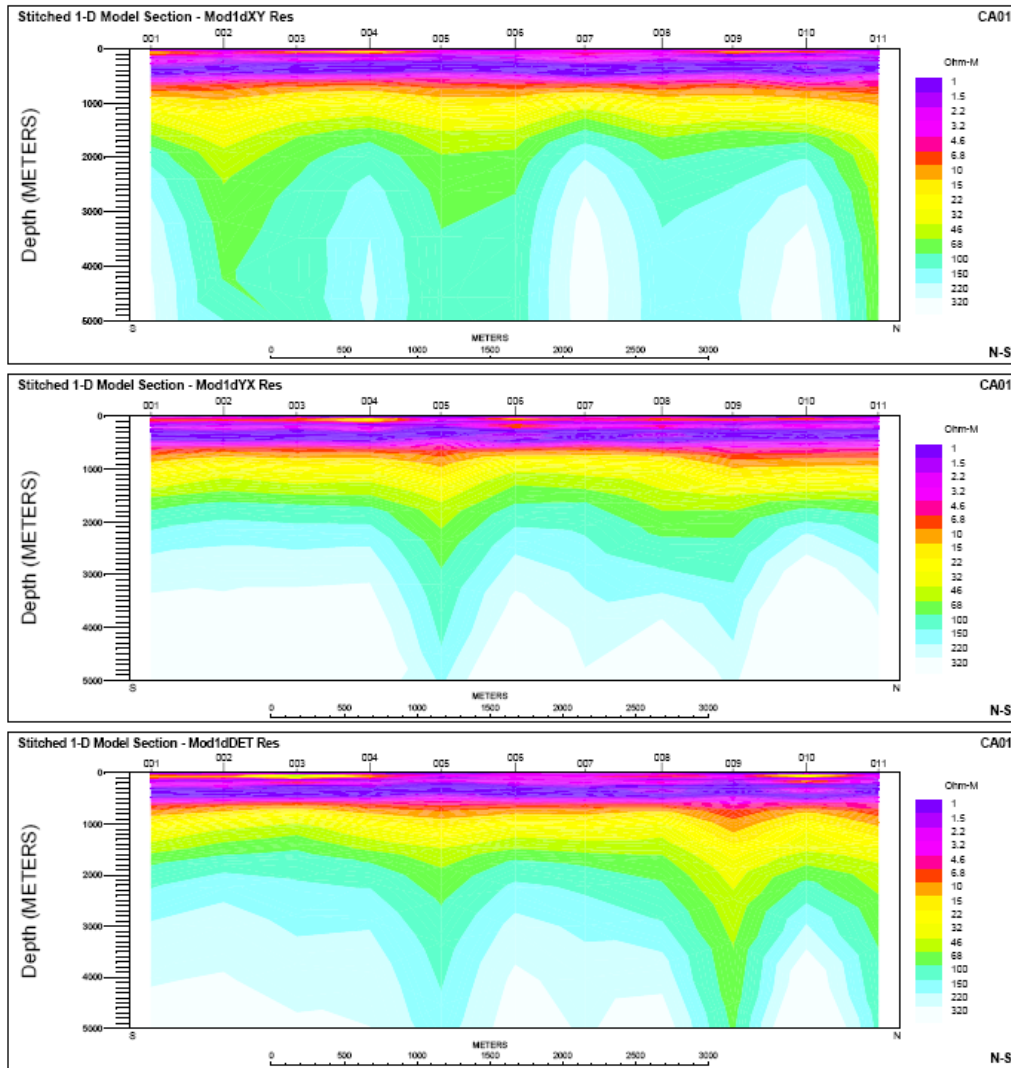 Stitched 1-D Model Section - Mod1dXY Res CA01
001 002 004 005 006 007 008 010 011
Depth (METERS)
0
1000
2000
3000
4000
5000
S N
METERS
0 500 1000 1500 2000 2500 3000
N-S
Ohm-M
1
1.5
2.2
3.2
4.6
6.8
10
15
22
32
46
68
100
150
220
320
Stitched 1-D Model Section - Mod1dYX Res CA01
001 002 004 005 006 007 008 009 010 011
Depth (METERS)
0
1000
2000
3000
4000
5000
S N
METERS
0 500 1000 1500 2000 2500 3000
N-S
Ohm-M
1
1.5
2.2
3.2
4.6
6.8
10
15
22
32
46
68
100
150
220
320
Stitched 1-D Model Section - Mod1dDET Res CA01
001 002 003 004 005 006 007 008 009 010 011
Depth (METERS)
0
1000
2000
3000
4000
5000
S N
METERS
0 500 1000 1500 2000 2500 3000
N-S
Ohm-M
1
1.5
2.2
3.2
4.6
6.8
10
15
22
32
46
68
100
150
220
320